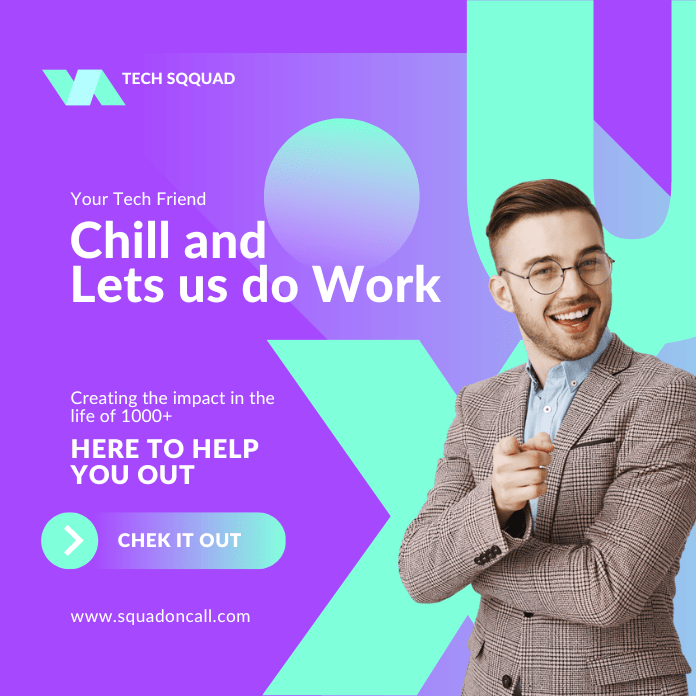 TECH SQQUAD
Your Tech Friend
Chill and
Lets us do Work
Creating the impact in the
life of 1000+
HERE TO HELP
YOU OUT
CHEK IT OUT
www.squadoncall.com